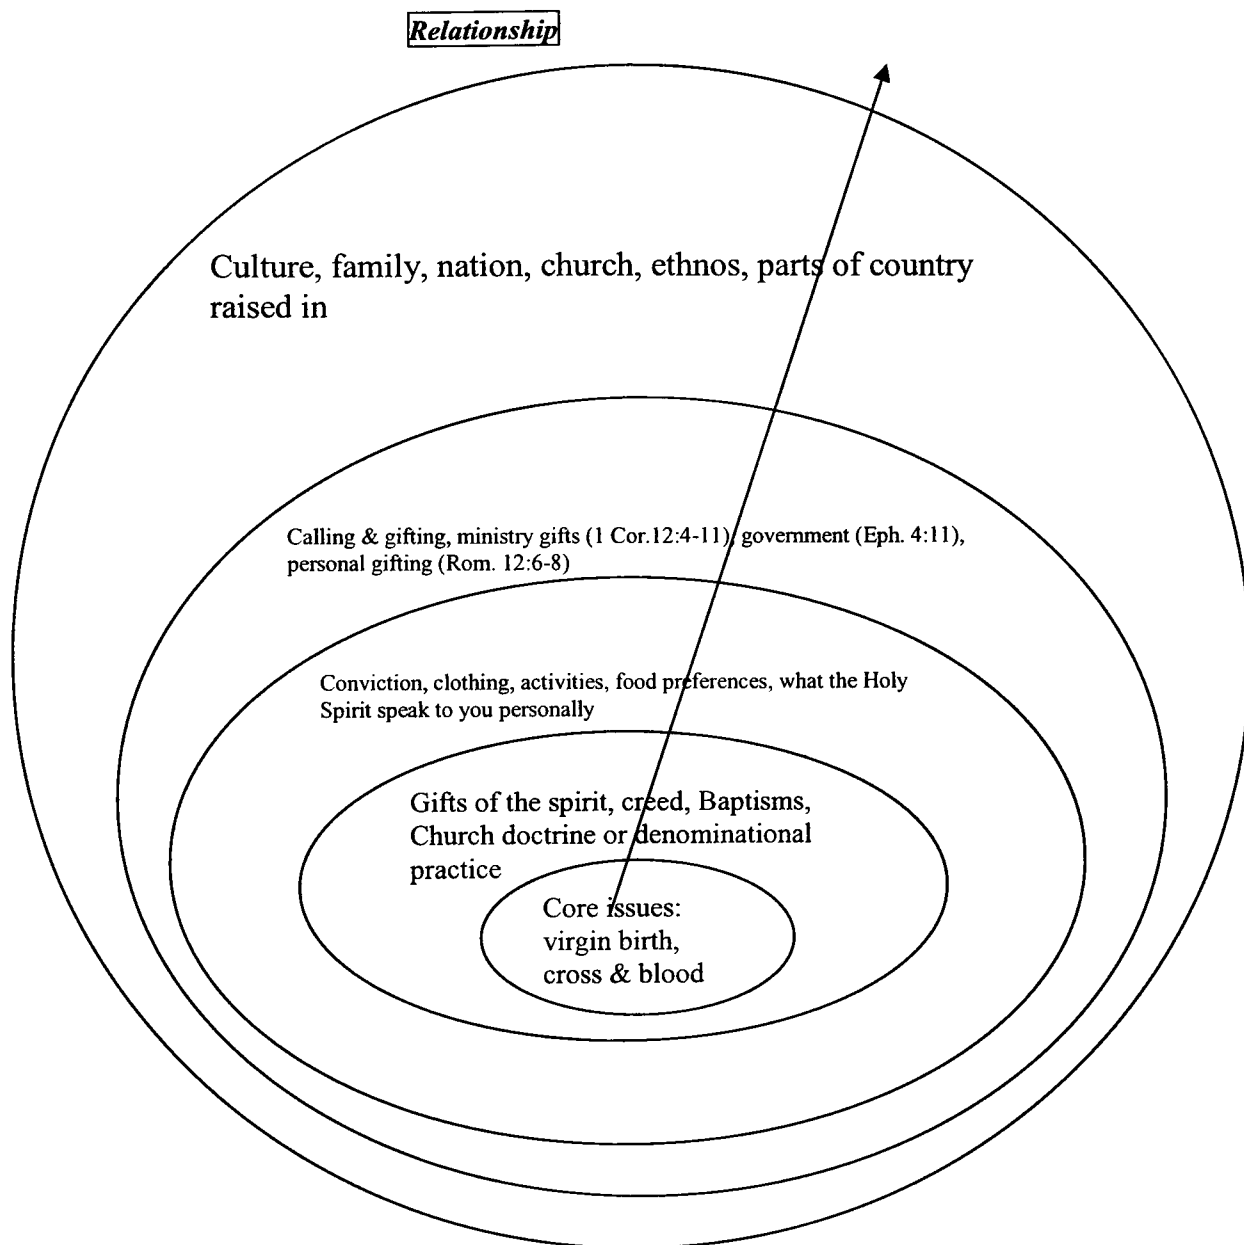 Relationship
Culture, family, nation, church, ethnos, parts of country
raised in
Calling & gifting, ministry gifts (1 Cor.12:4-11), government (Eph. 4:11),
personal gifting (Rom. 12:6-8)
Conviction, clothing, activities, food preferences, what the Holy
Spirit speak to you personally
Gifts of the spirit, creed, Baptisms,
Church doctrine or denominational
practice
Core issues:
virgin birth,
cross & blood